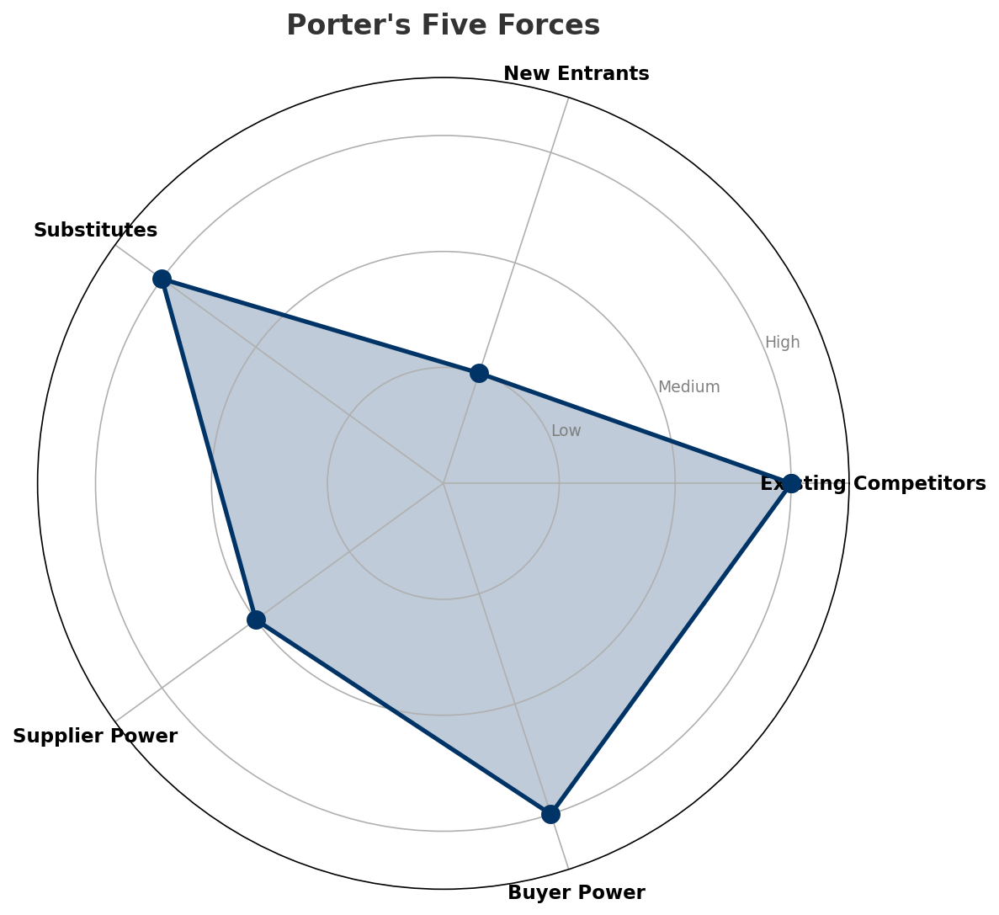 Porter's Five Forces
New Entrants
Substitutes
High
Medium
Low
Existing Competitors
Supplier Power
Buyer Power